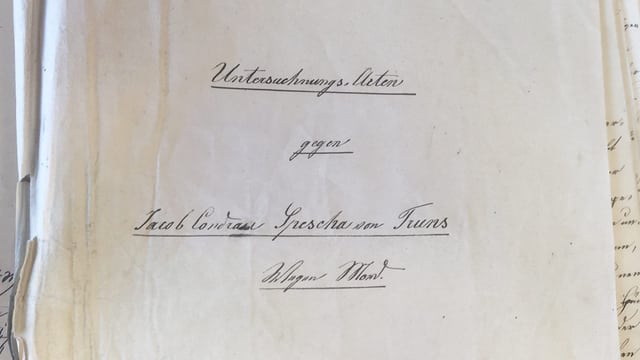 Untersuchungs-Acten
gegen
Jacob Condrau Spescha von Truns
Wegen Mord.